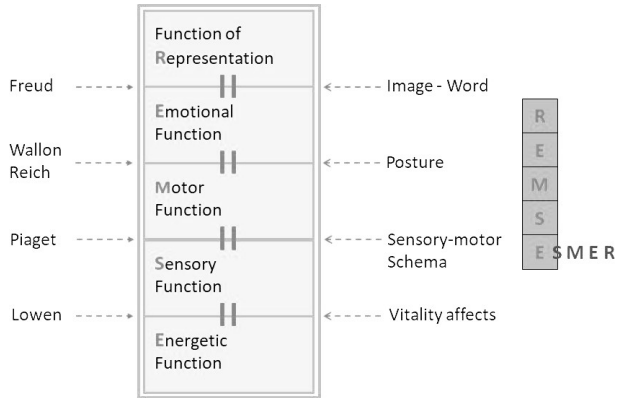 Function of
Representation
Freud
Image - Word
Emotional
Function
R
E
M
S
E S M E R
Wallon
Reich
Posture
Motor
Function
Piaget
Sensory-motor
Schema
Sensory
Function
Lowen
Vitality affects
Energetic
Function